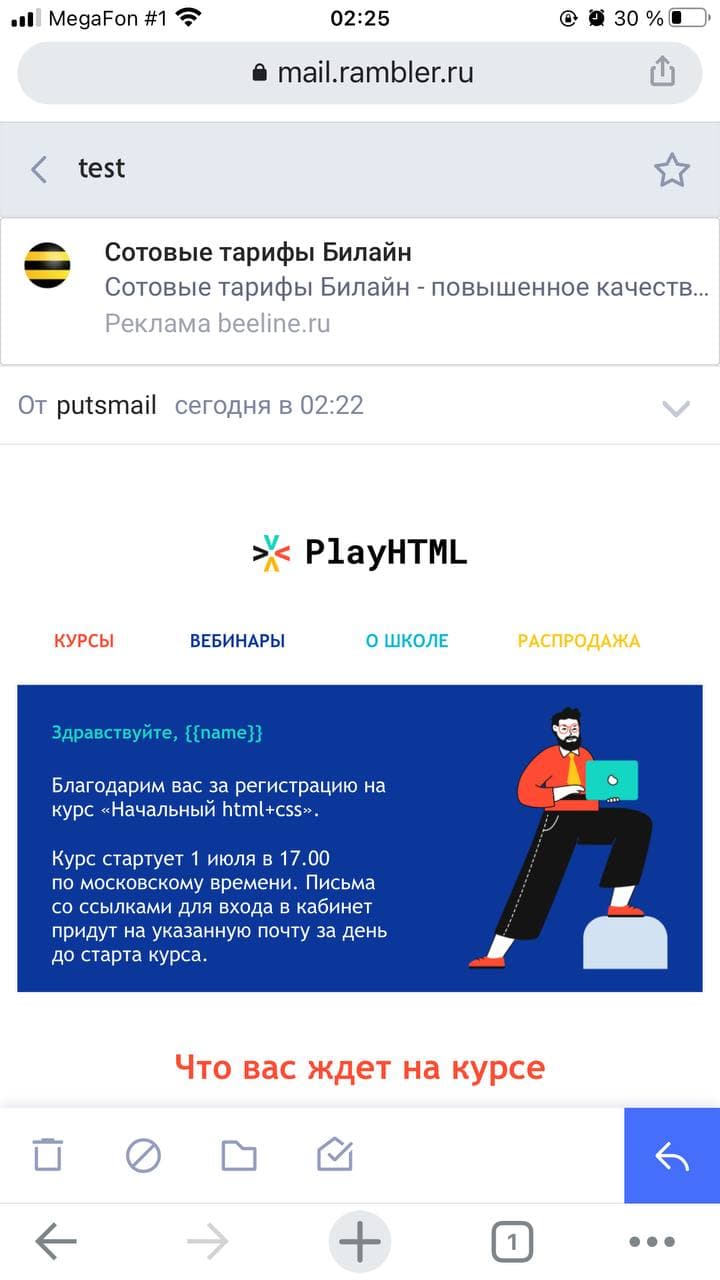 MegaFon #1 02:25 30 %
mail.rambler.ru
test
Сотовые тарифы Билайн
Сотовые тарифы Билайн - повышенное качеств...
Реклама beeline.ru
От putsmail сегодня в 02:22
PlayHTML
КУРСЫ ВЕБИНАРЫ О ШКОЛЕ РАСПРОДАЖА
Здравствуйте, {{name}}
Благодарим вас за регистрацию на
курс «Начальный html+css».
Курс стартует 1 июля в 17.00
по московскому времени. Письма
со ссылками для входа в кабинет
придут на указанную почту за день
до старта курса.
Что вас ждет на курсе
1